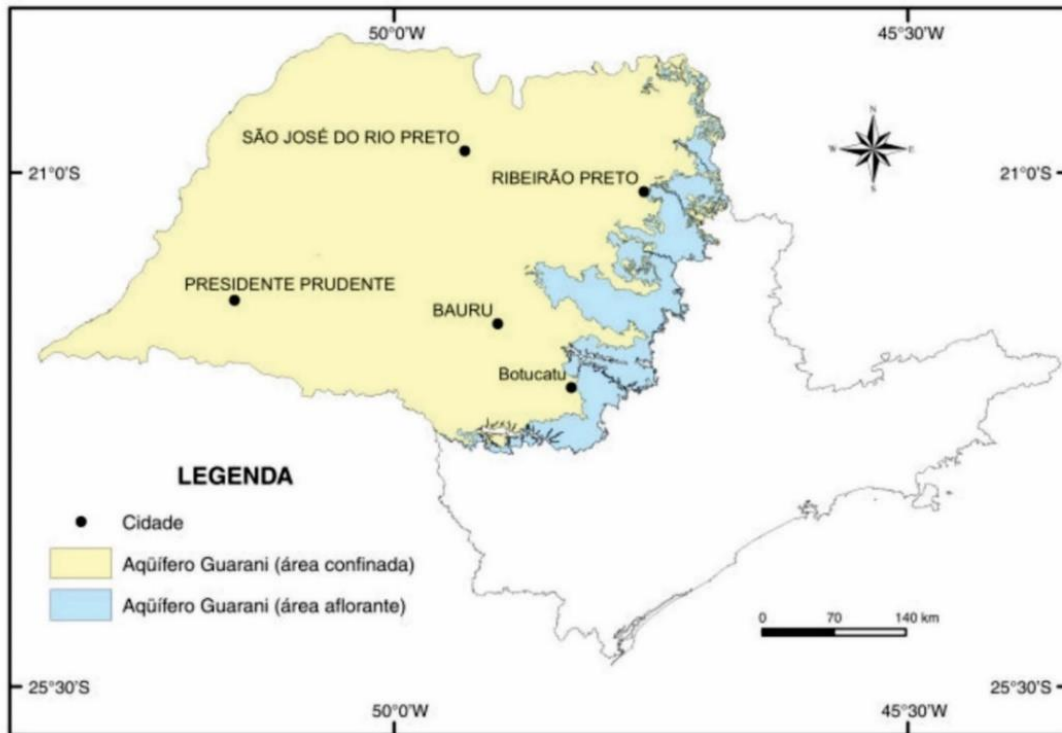 50°0'W
45°30'W
N
W
E
S
SÃO JOSÉ DO RIO PRETO
21°0'S
21°0'S
RIBEIRÃO PRETO
PRESIDENTE PRUDENTE
BAURU
Botucatu
LEGENDA
Cidade
Aqüífero Guarani (área confinada)
Aqüífero Guarani (área aflorante)
0
70
140 km
25°30'S
25°30'S
50°0'W
45°30'W